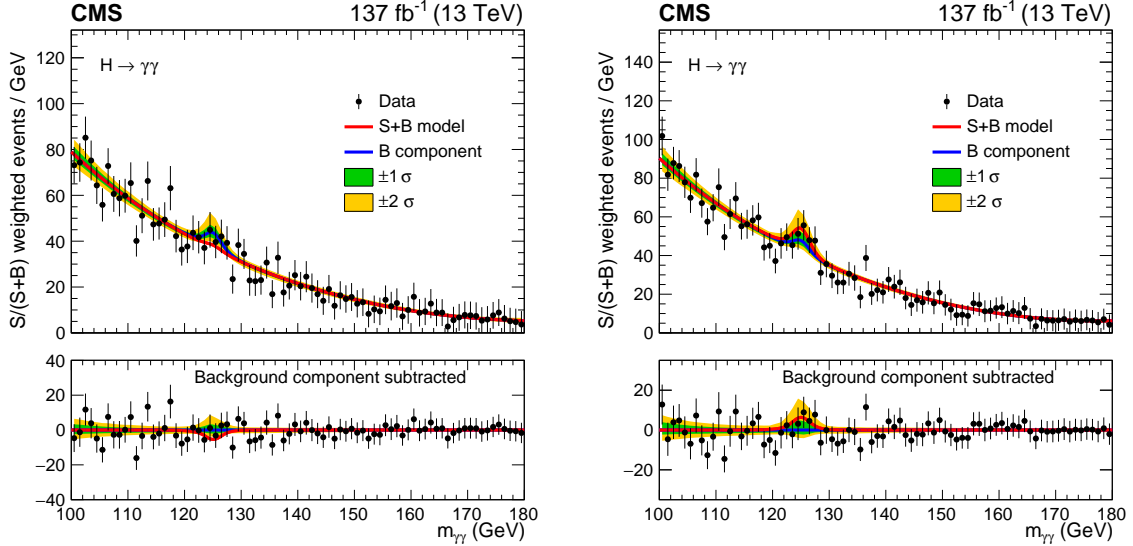 CMS 137 fb⁻¹ (13 TeV)
H → γγ
S/(S+B) weighted events / GeV
120
100
80
60
40
20
0
Data
S+B model
B component
±1 σ
±2 σ
Background component subtracted
40
20
0
−20
−40
100 110 120 130 140 150 160 170 180
mγγ (GeV)
CMS 137 fb⁻¹ (13 TeV)
H → γγ
S/(S+B) weighted events / GeV
140
120
100
80
60
40
20
0
Data
S+B model
B component
±1 σ
±2 σ
Background component subtracted
20
0
−20
100 110 120 130 140 150 160 170 180
mγγ (GeV)